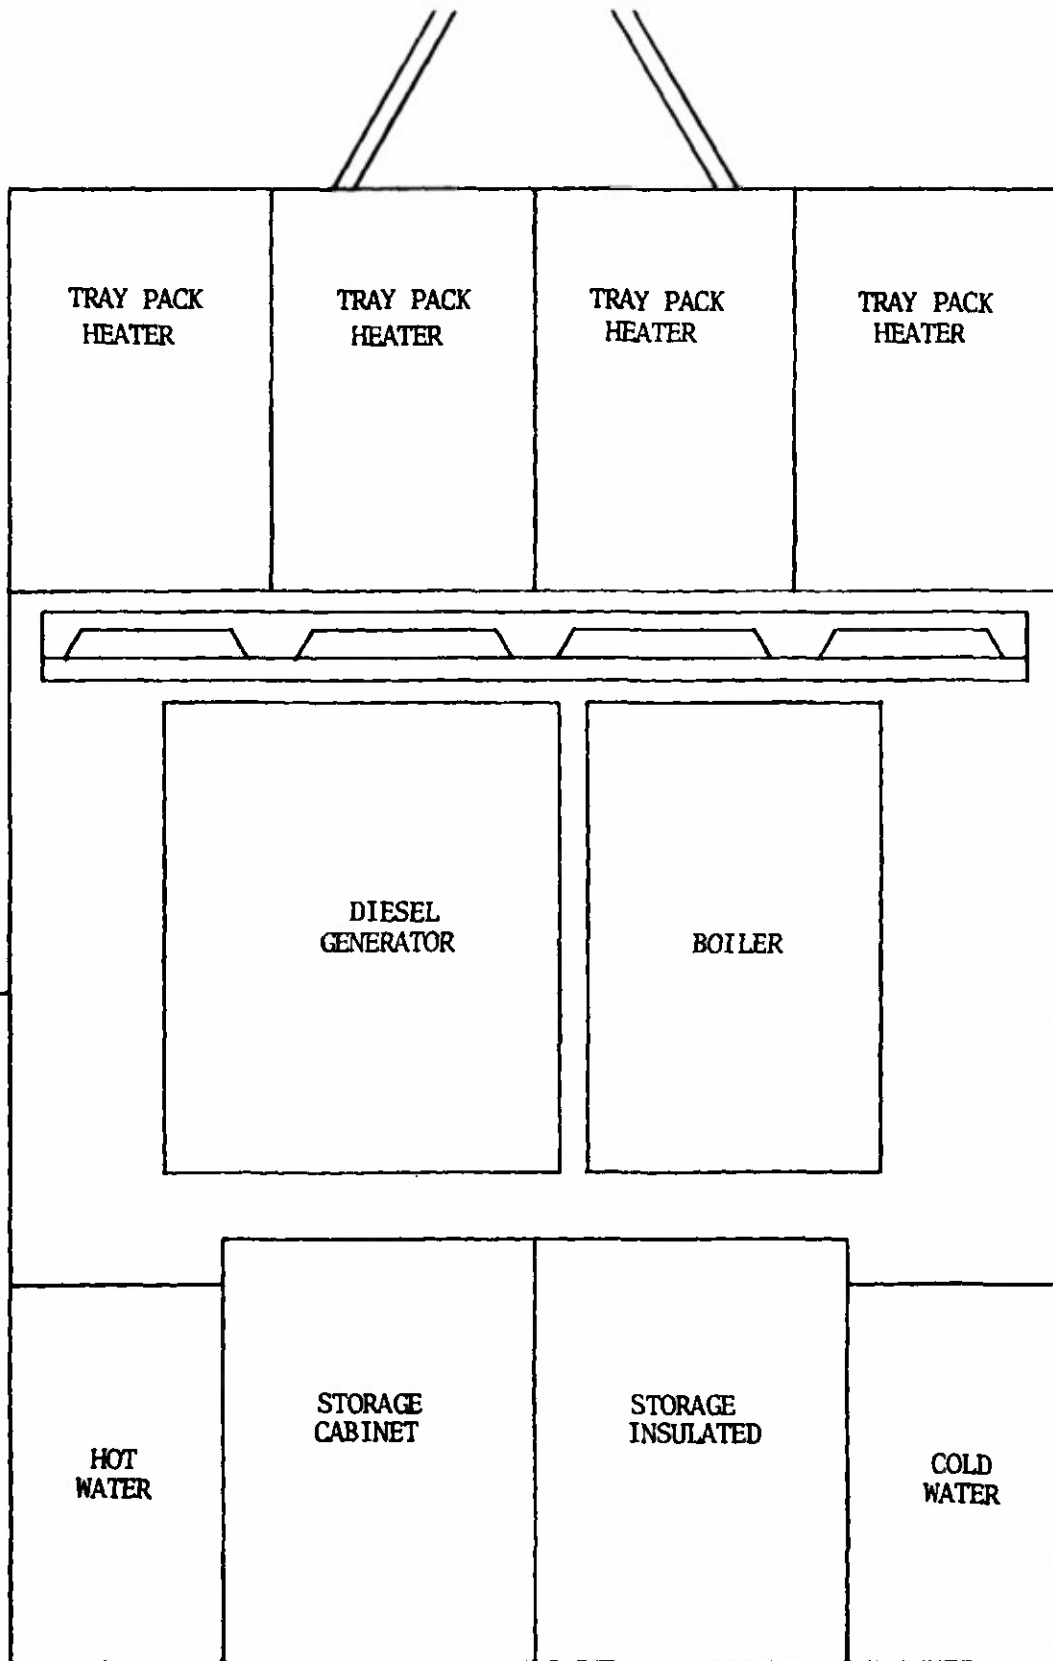 TRAY PACK
HEATER
TRAY PACK
HEATER
TRAY PACK
HEATER
TRAY PACK
HEATER
DIESEL
GENERATOR
BOILER
STORAGE
CABINET
STORAGE
INSULATED
HOT
WATER
COLD
WATER